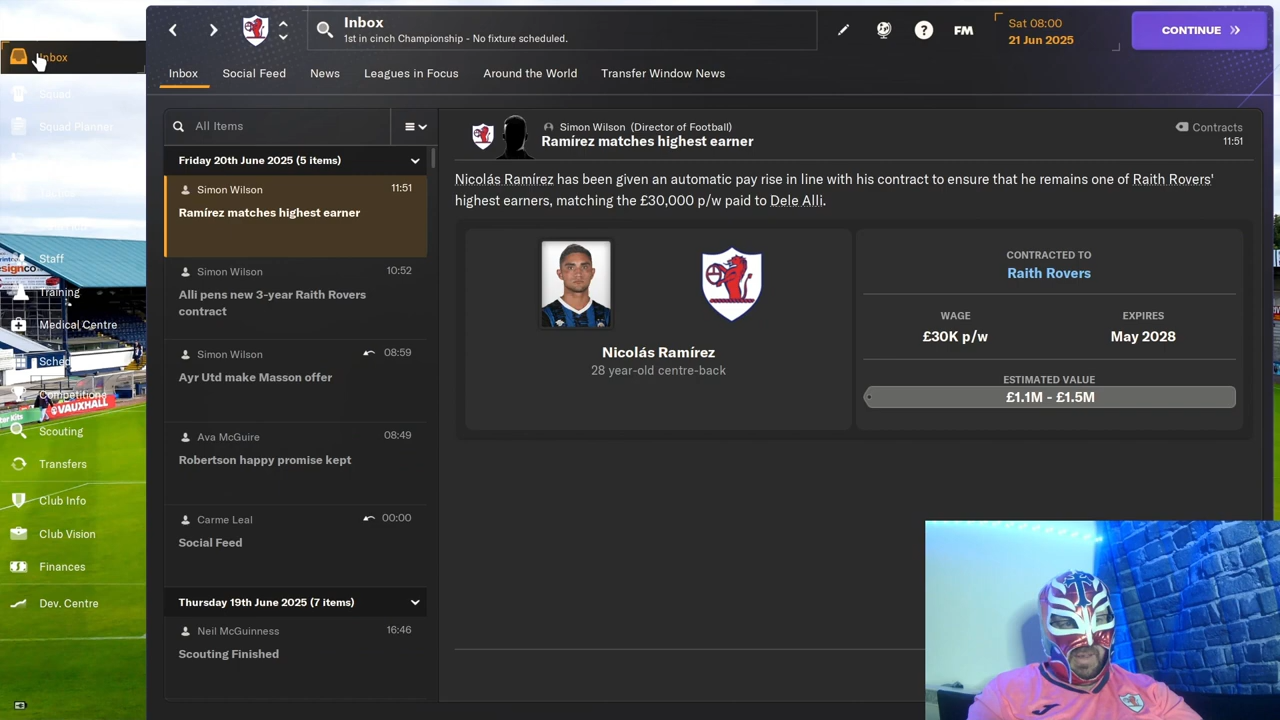 Inbox
1st in cinch Championship - No fixture scheduled.
FM
Sat 08:00
21 Jun 2025
CONTINUE
Inbox
Social Feed
News
Leagues in Focus
Around the World
Transfer Window News
Inbox
Squad
Squad Planner
Staff
Training
Medical Centre
Sched
Competitions
Scouting
Transfers
Club Info
Club Vision
Finances
Dev. Centre
VAUXHALL
All Items
Friday 20th June 2025 (5 items)
Simon Wilson 11:51
Ramírez matches highest earner
Simon Wilson 10:52
Alli pens new 3-year Raith Rovers
contract
Simon Wilson 08:59
Ayr Utd make Masson offer
Ava McGuire 08:49
Robertson happy promise kept
Carme Leal 00:00
Social Feed
Thursday 19th June 2025 (7 items)
Neil McGuinness 16:46
Scouting Finished
Simon Wilson (Director of Football)
Ramírez matches highest earner
Contracts
11:51
Nicolás Ramírez has been given an automatic pay rise in line with his contract to ensure that he remains one of Raith Rovers'
highest earners, matching the £30,000 p/w paid to Dele Alli.
Nicolás Ramírez
28 year-old centre-back
CONTRACTED TO
Raith Rovers
WAGE
£30K p/w
EXPIRES
May 2028
ESTIMATED VALUE
£1.1M - £1.5M